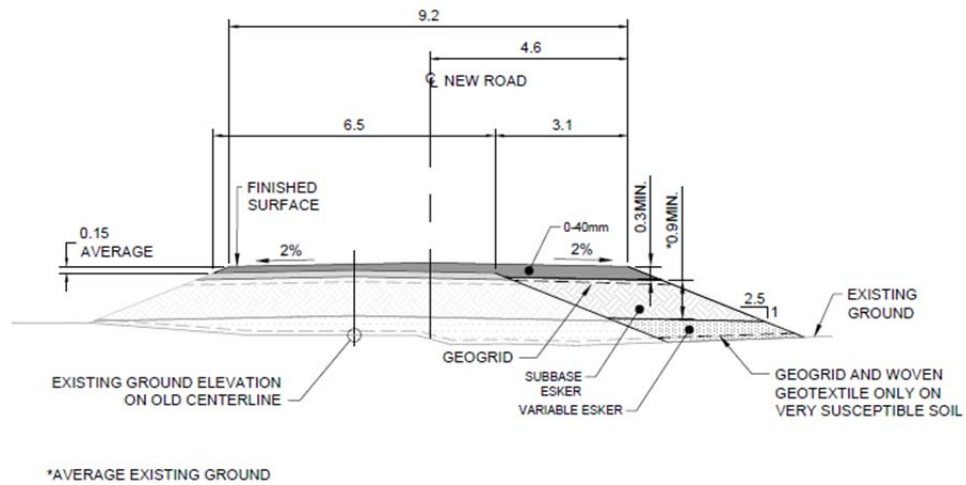 9.2
4.6
℄ NEW ROAD
6.5
3.1
FINISHED
SURFACE
0.3MIN.
*0.9MIN.
0-40mm
0.15
AVERAGE
2%
2%
2.5
1
EXISTING
GROUND
GEOGRID
EXISTING GROUND ELEVATION
ON OLD CENTERLINE
SUBBASE
ESKER
VARIABLE ESKER
GEOGRID AND WOVEN
GEOTEXTILE ONLY ON
VERY SUSCEPTIBLE SOIL
*AVERAGE EXISTING GROUND